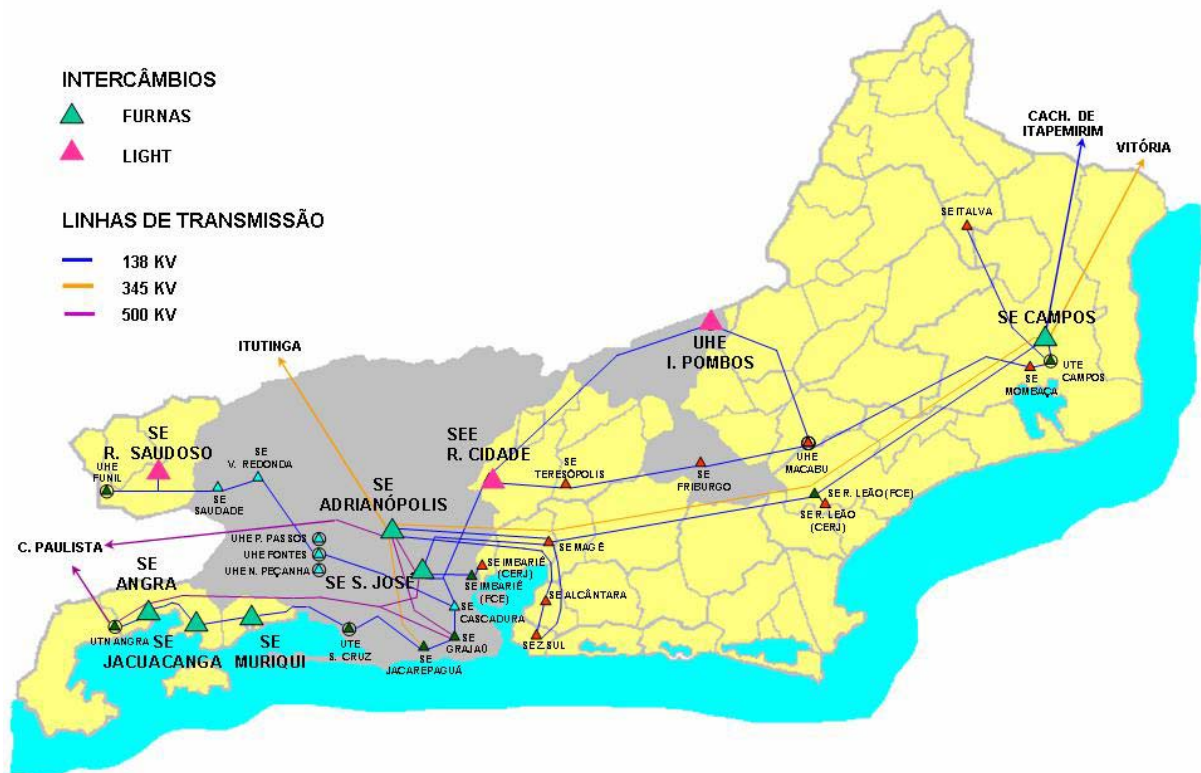 INTERCÂMBIOS
FURNAS
LIGHT
LINHAS DE TRANSMISSÃO
138 KV
345 KV
500 KV
CACH. DE
ITAPEMIRIM
VITÓRIA
SE ITALVA
SE CAMPOS
UTE
CAMPOS
SE
MOMBAÇA
UHE
I. POMBOS
ITUTINGA
SE
R. SAUDOSO
UHE
FUNIL
SE
SAUDADE
SE
V. REDONDA
SEE
R. CIDADE
SE
TERESÓPOLIS
SE
FRIBURGO
UHE
MACABU
SE R. LEÃO (FCE)
SE R. LEÃO
(CERJ)
SE
ADRIANÓPOLIS
C. PAULISTA
UHE P. PASSOS
UHE FONTES
UHE N. PEÇANHA
SE MAGÉ
SE S. JOSÉ
SE IMBARIÊ
(CERJ)
SE IMBARIÊ
(FCE)
SE ALCÂNTARA
SE Z.SUL
SE
CASCADURA
SE
GRAJAÚ
SE
JACAREPAGUÁ
UTE
S. CRUZ
SE
ANGRA
UTN ANGRA
SE
JACUACANGA
SE
MURIQUI